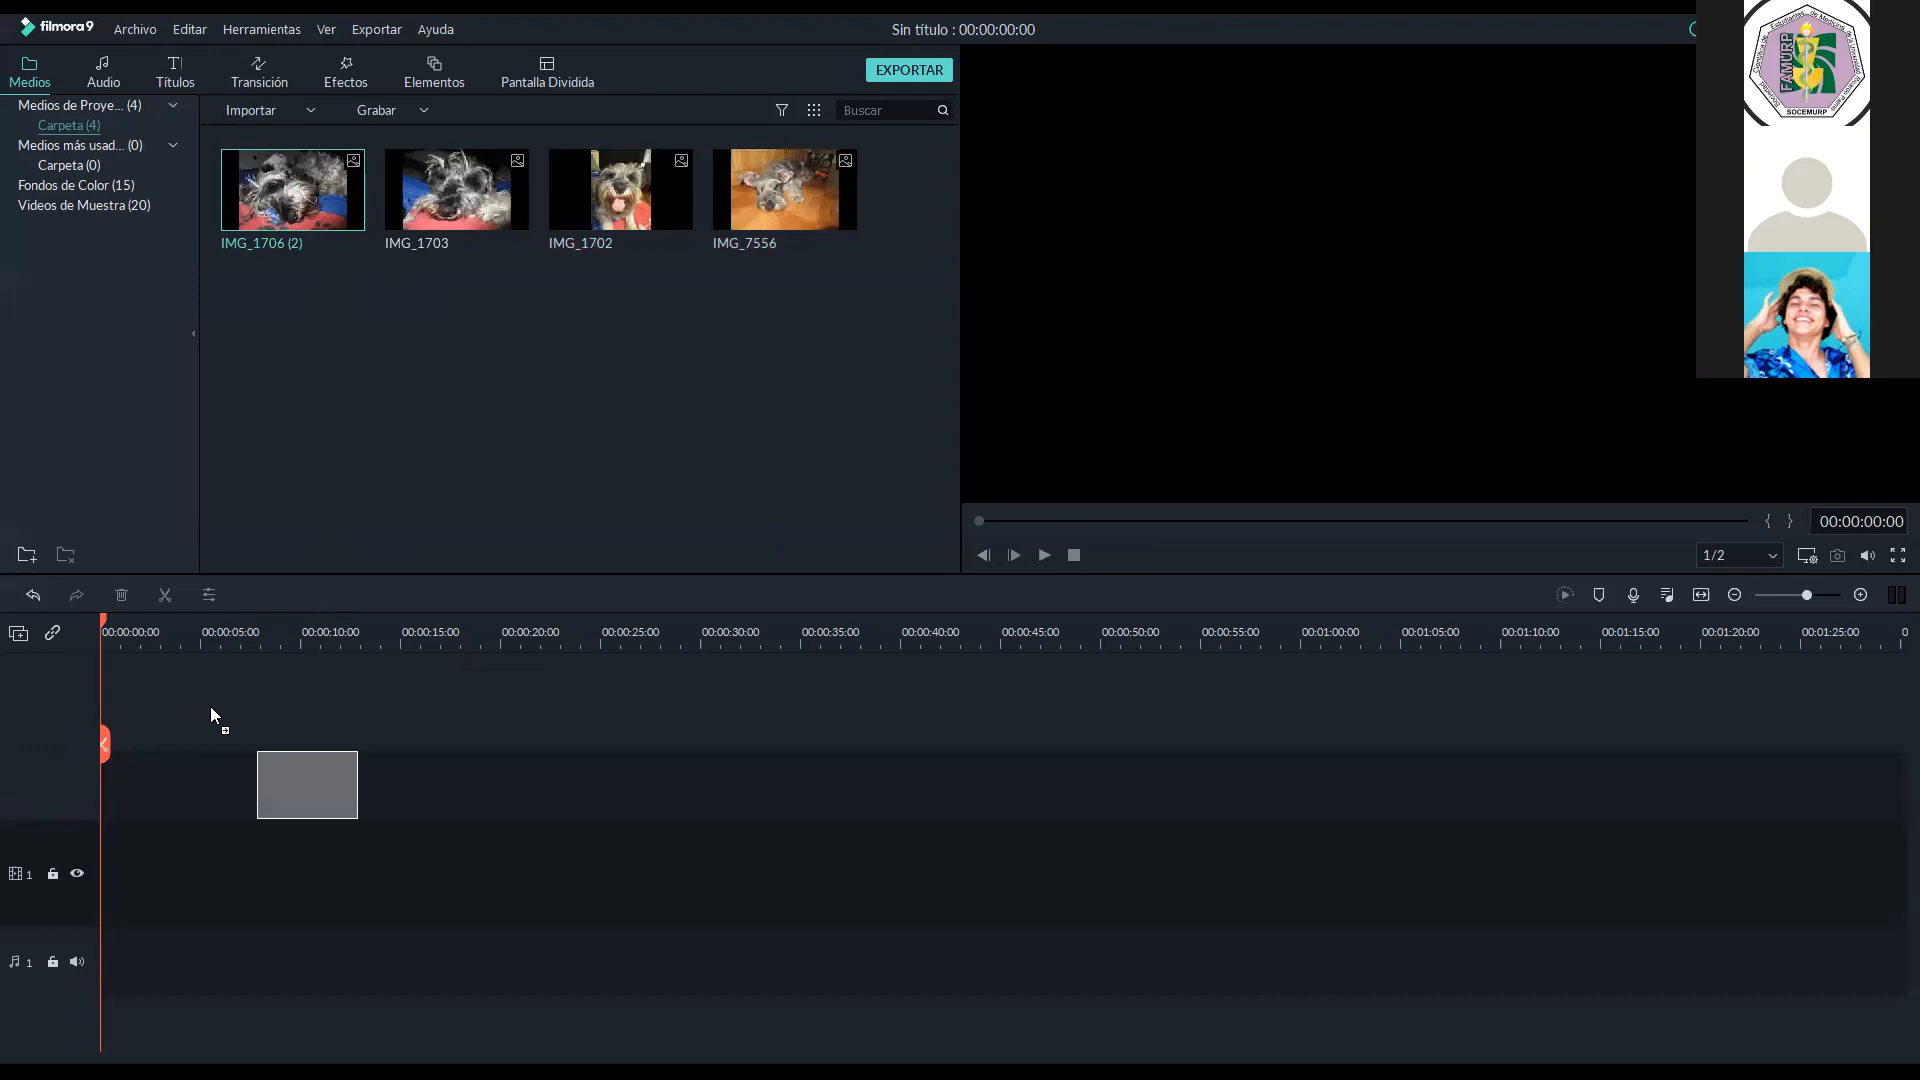 filmora9 Archivo Editar Herramientas Ver Exportar Ayuda Sin título : 00:00:00:00
Medios Audio Títulos Transición Efectos Elementos Pantalla Dividida EXPORTAR
Medios de Proye... (4)
Carpeta (4)
Medios más usad... (0)
Carpeta (0)
Fondos de Color (15)
Videos de Muestra (20)
Importar Grabar Buscar
IMG_1706 (2) IMG_1703 IMG_1702 IMG_7556
FAMURP
SOCEMURP
{ } 00:00:00:00
1/2
00:00:00:00 00:00:05:00 00:00:10:00 00:00:15:00 00:00:20:00 00:00:25:00 00:00:30:00 00:00:35:00 00:00:40:00 00:00:45:00 00:00:50:00 00:00:55:00 00:01:00:00 00:01:05:00 00:01:10:00 00:01:15:00 00:01:20:00 00:01:25:00 0
1
1